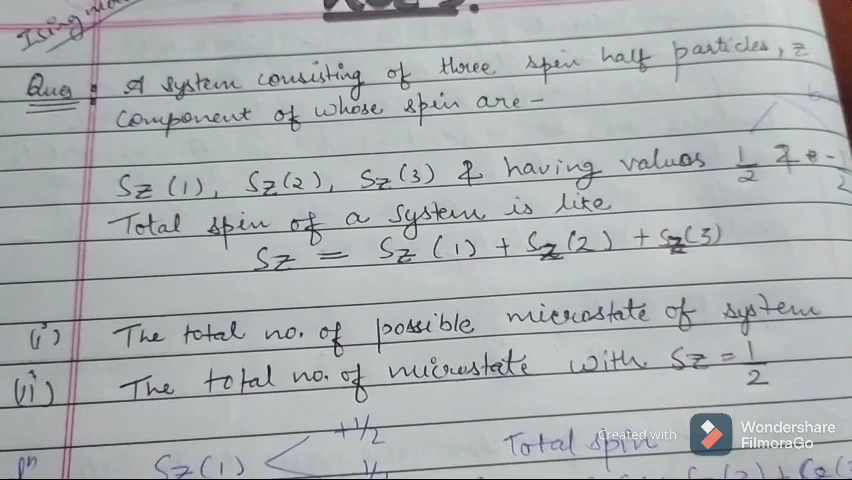 Ising mo
Ques : A system consisting of three spin half particles, z
component of whose spin are -
Sz (1), Sz(2), Sz(3) & having values 1/2 & -1/2
Total spin of a system is like
Sz = Sz (1) + Sz (2) + Sz(3)
(i) The total no. of possible microstate of system
(ii) The total no. of microstate with Sz = 1/2
Sz(1) < +1/2
Total spin
Created with
Wondershare
FilmoraGo